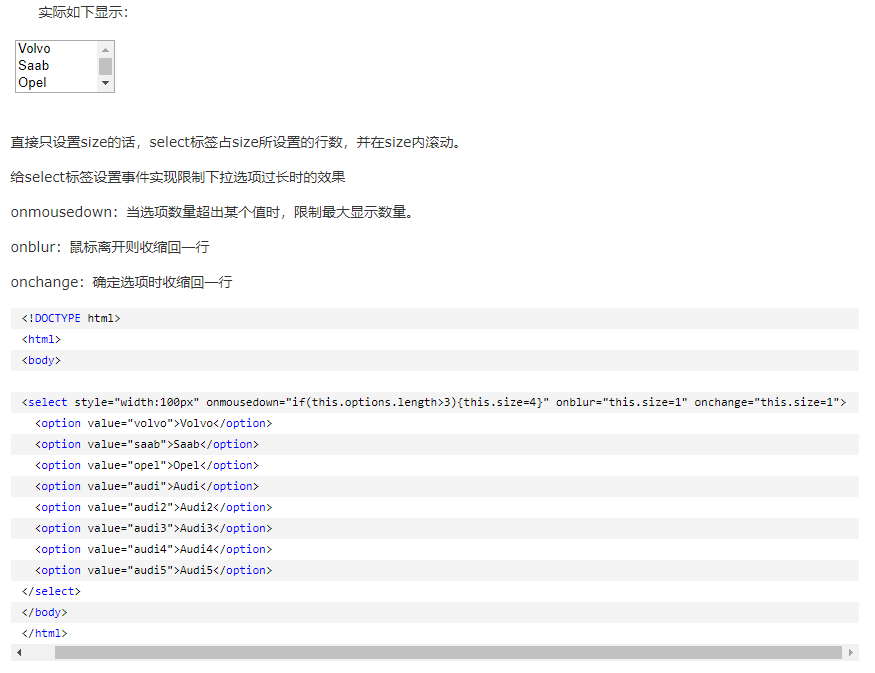 实际如下显示：
Volvo
Saab
Opel
直接只设置size的话，select标签占size所设置的行数，并在size内滚动。
给select标签设置事件实现限制下拉选项过长时的效果
onmousedown：当选项数量超出某个值时，限制最大显示数量。
onblur：鼠标离开则收缩回一行
onchange：确定选项时收缩回一行
<!DOCTYPE html>
<html>
<body>
<select style="width:100px" onmousedown="if(this.options.length>3){this.size=4}" onblur="this.size=1" onchange="this.size=1">
<option value="volvo">Volvo</option>
<option value="saab">Saab</option>
<option value="opel">Opel</option>
<option value="audi">Audi</option>
<option value="audi2">Audi2</option>
<option value="audi3">Audi3</option>
<option value="audi4">Audi4</option>
<option value="audi5">Audi5</option>
</select>
</body>
</html>